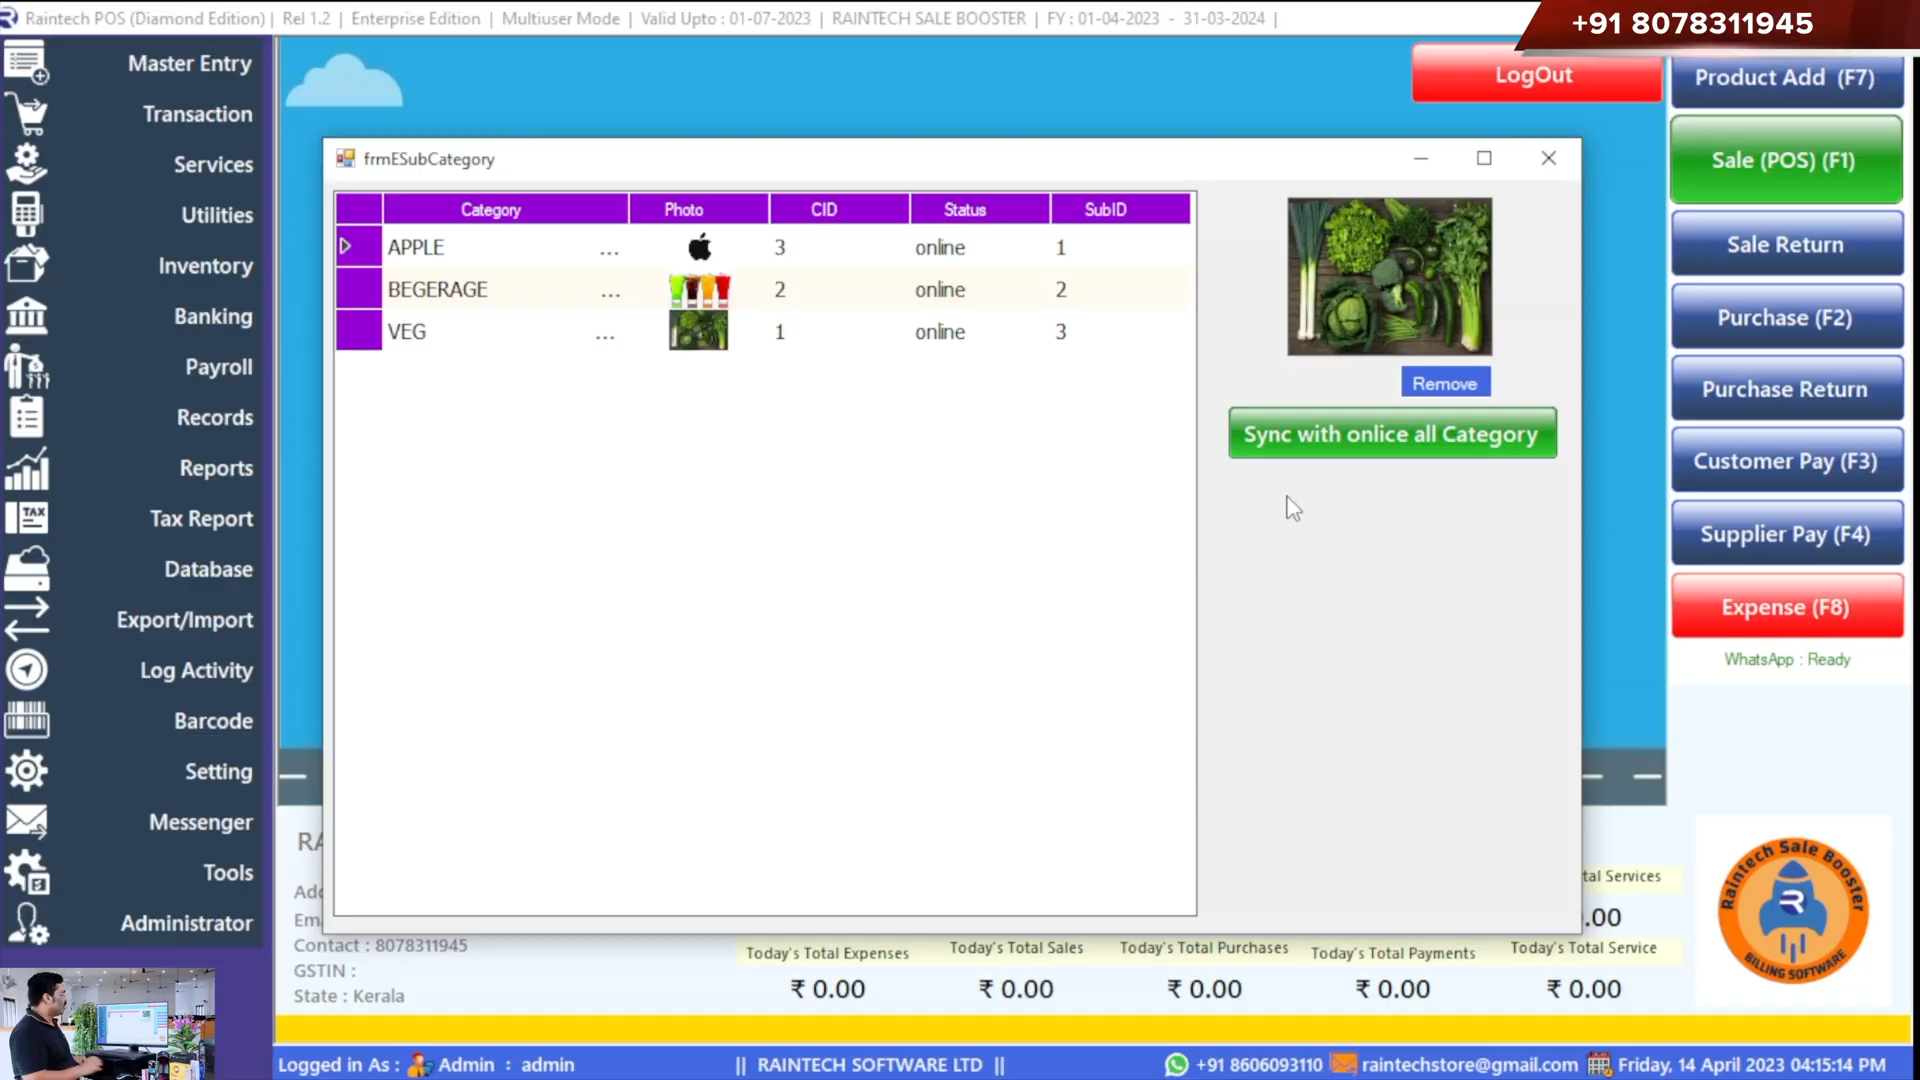 Raintech POS (Diamond Edition) | Rel 1.2 | Enterprise Edition | Multiuser Mode | Valid Upto : 01-07-2023 | RAINTECH SALE BOOSTER | FY : 01-04-2023 - 31-03-2024 |
+91 8078311945
Master Entry
Transaction
Services
Utilities
Inventory
Banking
Payroll
Records
Reports
TAX
Tax Report
Database
Export/Import
Log Activity
Barcode
Setting
Messenger
Tools
Administrator
LogOut
frmESubCategory
Category Photo CID Status SubID
APPLE ... 3 online 1
BEGERAGE ... 2 online 2
VEG ... 1 online 3
Remove
Sync with onlice all Category
Product Add (F7)
Sale (POS) (F1)
Sale Return
Purchase (F2)
Purchase Return
Customer Pay (F3)
Supplier Pay (F4)
Expense (F8)
WhatsApp : Ready
Contact : 8078311945
GSTIN :
State : Kerala
Today's Total Expenses
₹ 0.00
Today's Total Sales
₹ 0.00
Today's Total Purchases
₹ 0.00
Today's Total Payments
₹ 0.00
Today's Total Service
₹ 0.00
Services
.00
Raintech Sale Booster
R
BILLING SOFTWARE
Logged in As : Admin : admin || RAINTECH SOFTWARE LTD || +91 8606093110 raintechstore@gmail.com Friday, 14 April 2023 04:15:14 PM